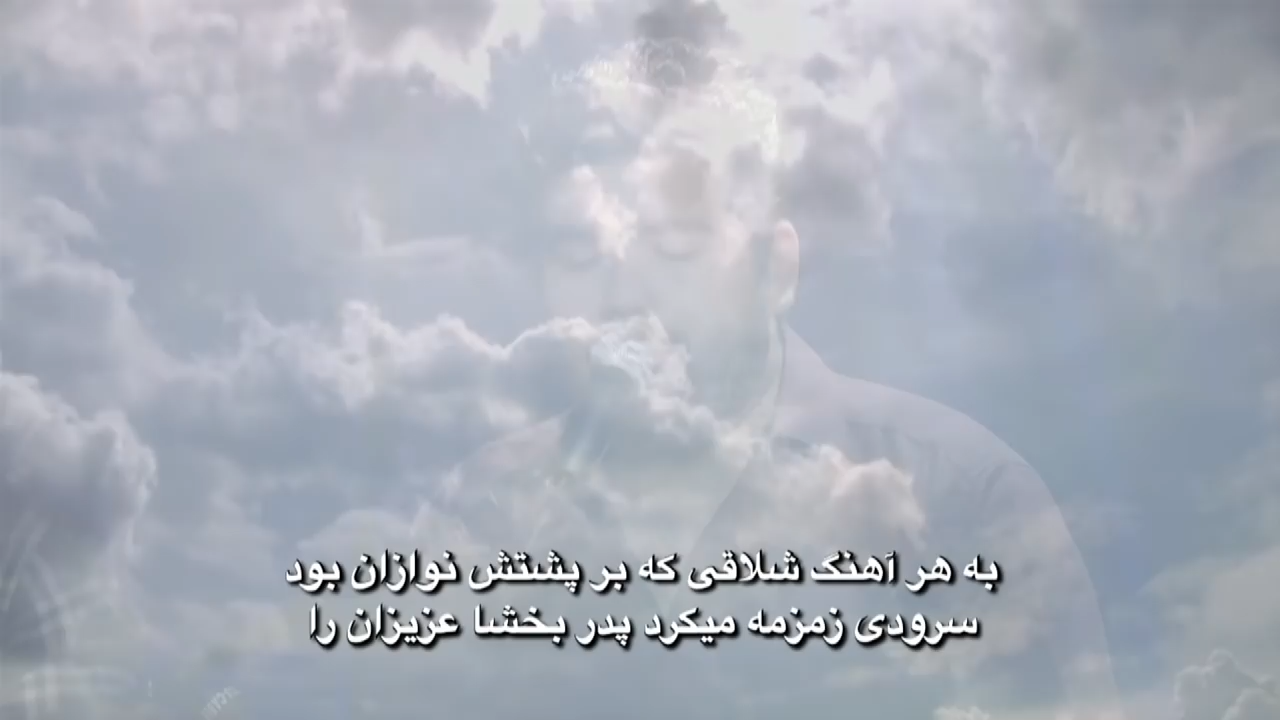 به هر آهنگ شلاقی که بر پشتش نوازان بود
سرودی زمزمه میکرد پدر بخشا عزیزان را